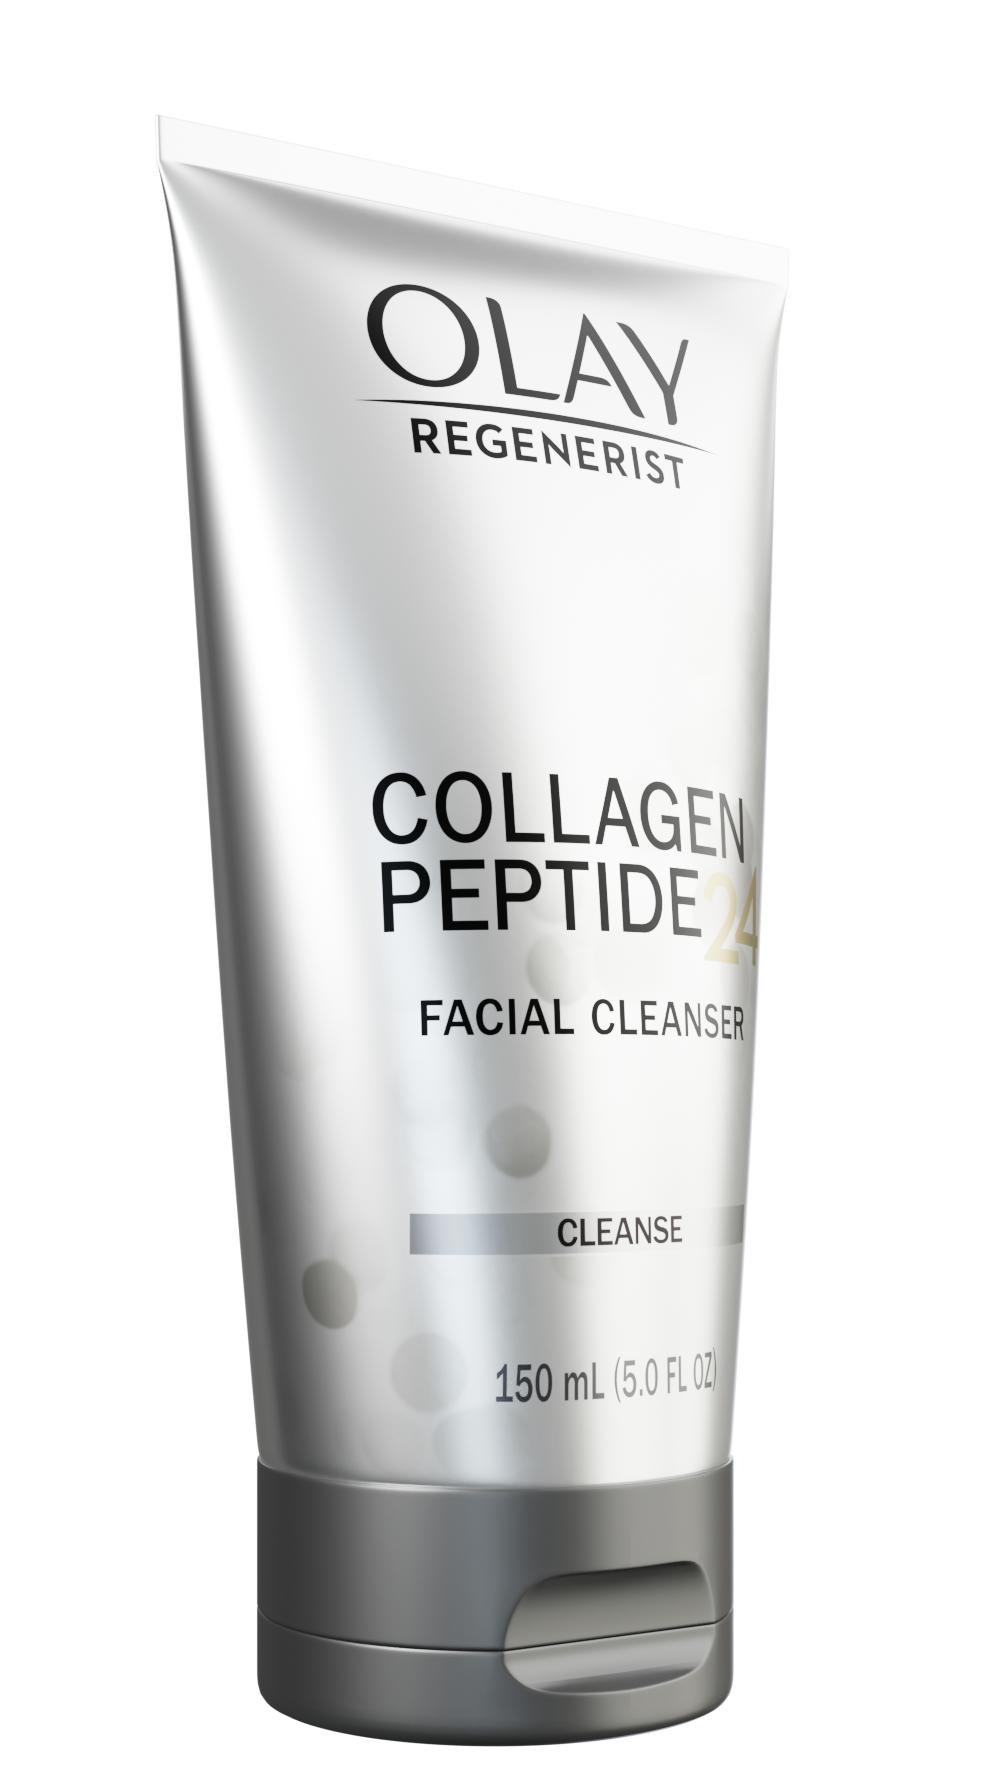 OLAY
REGENERIST
COLLAGEN
PEPTIDE24
FACIAL CLEANSER
CLEANSE
150 mL (5.0 FL OZ)